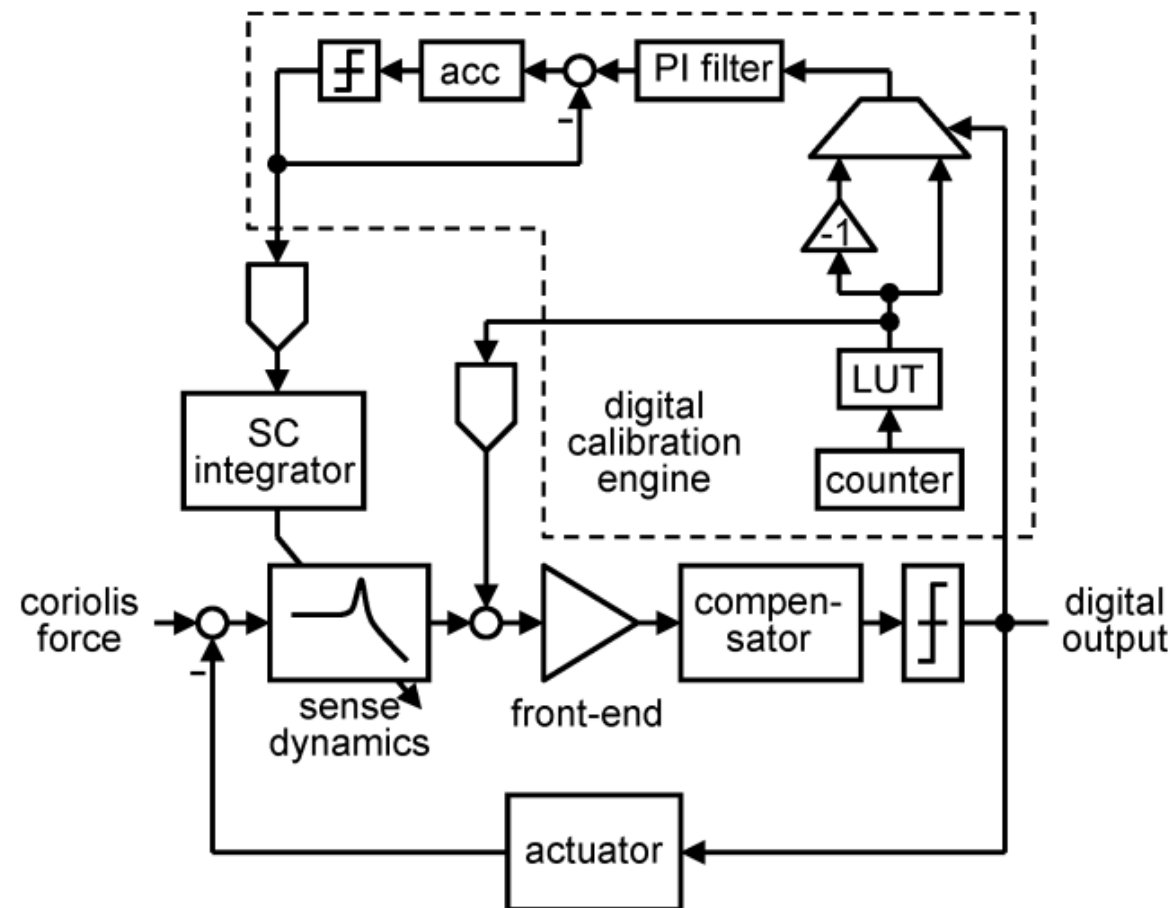 acc
PI filter
-
-1
LUT
counter
digital
calibration
engine
SC
integrator
coriolis
force
-
sense
dynamics
front-end
compen-
sator
digital
output
actuator